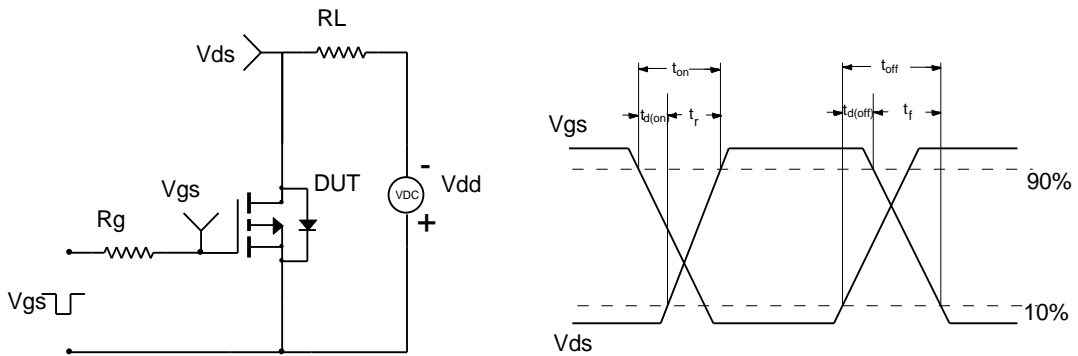 RL
Vds
Vgs
DUT
VDC
-
+
Vdd
Rg
Vgs
ton
toff
td(on)
tr
td(off)
tf
Vgs
90%
10%
Vds